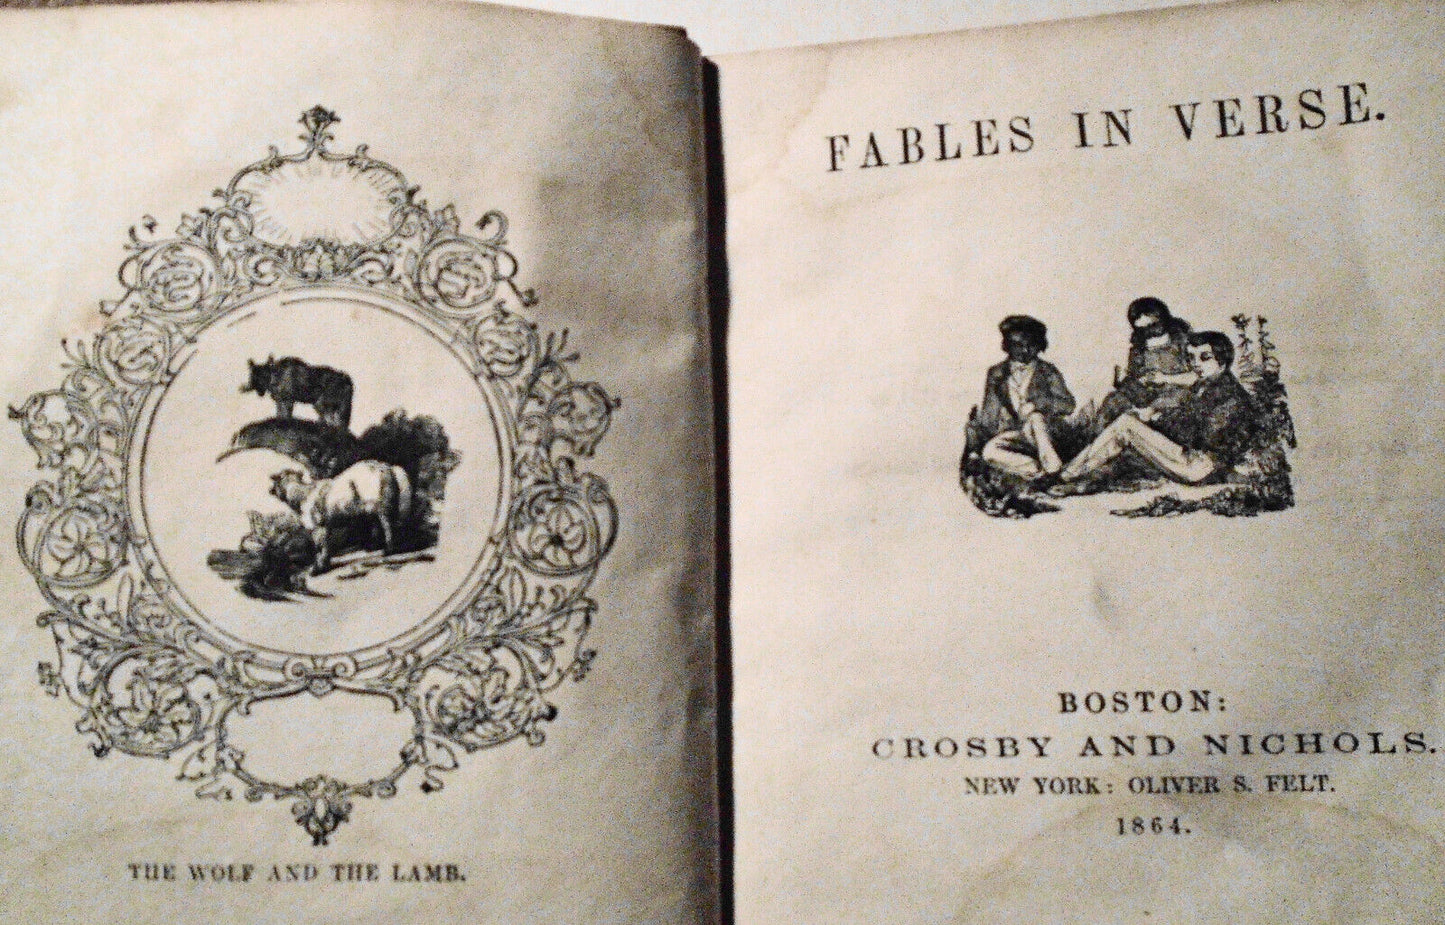 THE WOLF AND THE LAMB.
FABLES IN VERSE.
BOSTON:
CROSBY AND NICHOLS.
NEW YORK: OLIVER S. FELT.
1864.